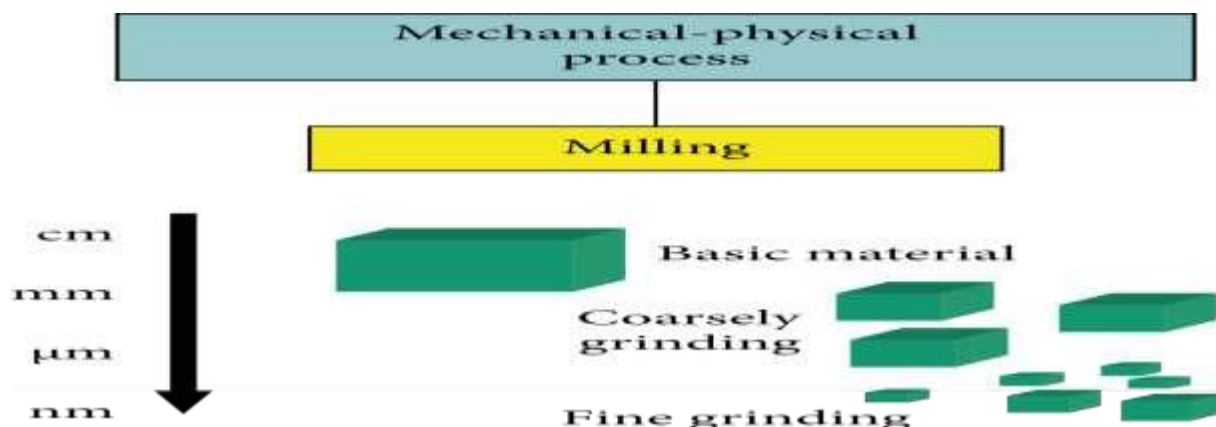 Mechanical-physical
process
Milling
cm
Basic material
mm
Coarsely
grinding
μm
nm
Fine grinding